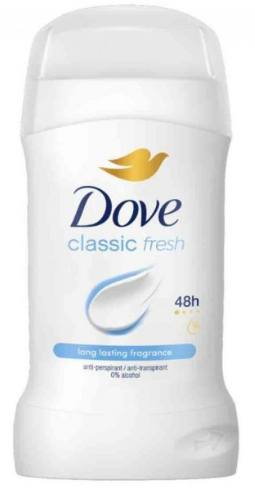 Dove
classic fresh
48h
long lasting fragrance
anti-perspirant / anti-transpirant
0% alcohol